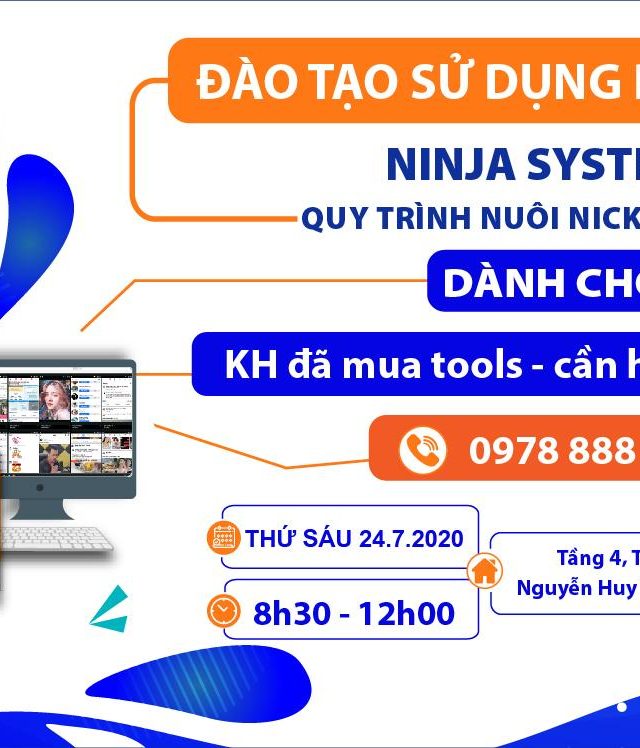 ĐÀO TẠO SỬ DỤNG
NINJA SYST
QUY TRÌNH NUÔI NICK
DÀNH CHO
KH đã mua tools - cần
0978 888
THỨ SÁU 24.7.2020
8h30 - 12h00
Tầng 4, T
Nguyễn Huy